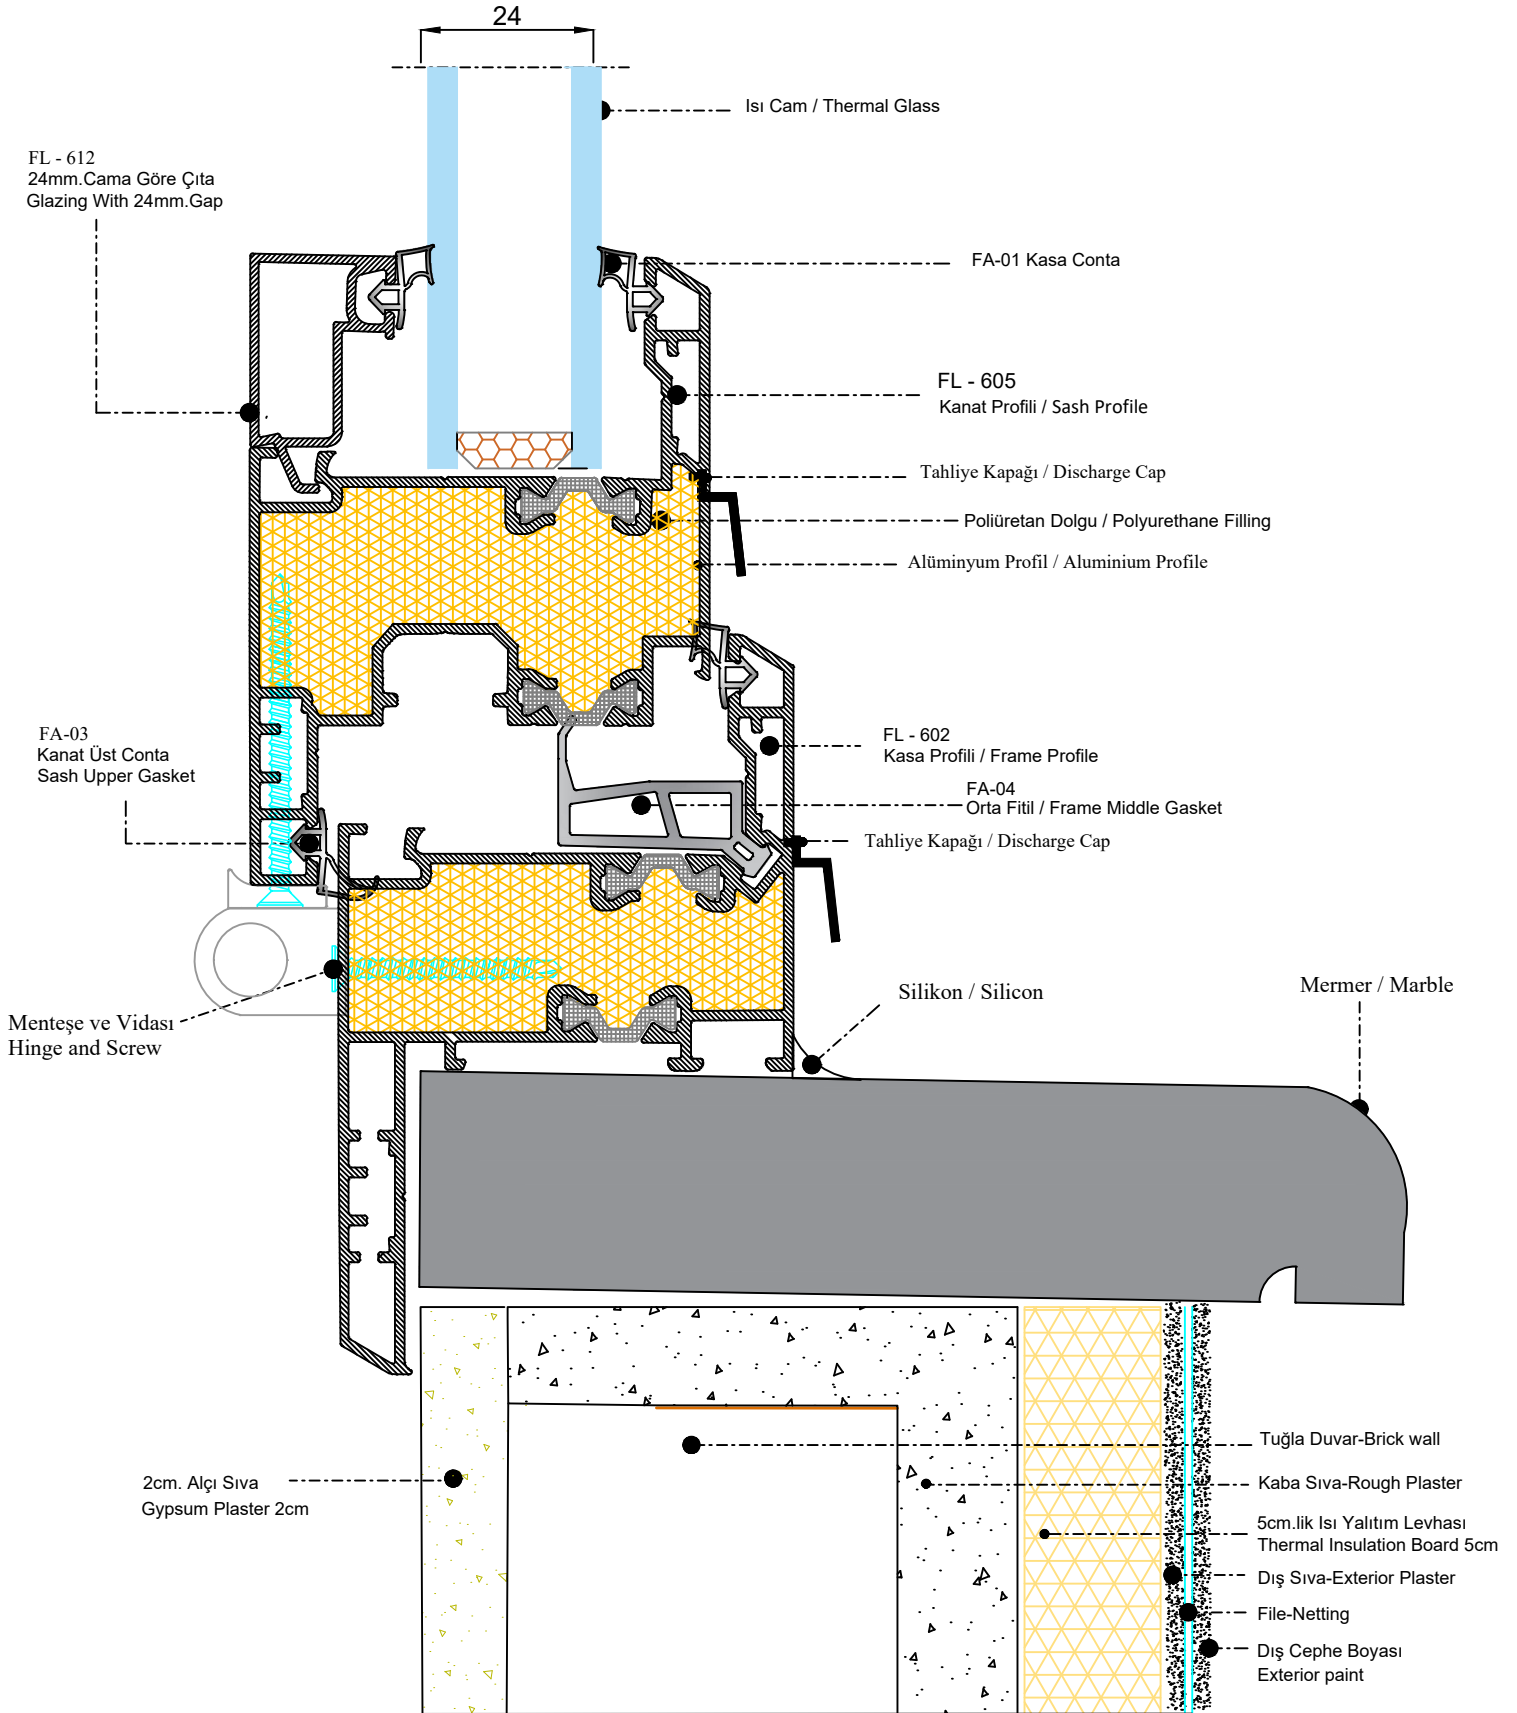 24
Isı Cam / Thermal Glass
FL - 612
24mm.Cama Göre Çıta
Glazing With 24mm.Gap
FA-01 Kasa Conta
FL - 605
Kanat Profili / Sash Profile
Tahliye Kapağı / Discharge Cap
Poliüretan Dolgu / Polyurethane Filling
Alüminyum Profil / Aluminium Profile
FA-03
Kanat Üst Conta
Sash Upper Gasket
FL - 602
Kasa Profili / Frame Profile
FA-04
Orta Fitil / Frame Middle Gasket
Tahliye Kapağı / Discharge Cap
Menteşe ve Vidası
Hinge and Screw
Silikon / Silicon
Mermer / Marble
2cm. Alçı Sıva
Gypsum Plaster 2cm
Tuğla Duvar-Brick wall
Kaba Sıva-Rough Plaster
5cm.lik Isı Yalıtım Levhası
Thermal Insulation Board 5cm
Dış Sıva-Exterior Plaster
File-Netting
Dış Cephe Boyası
Exterior paint